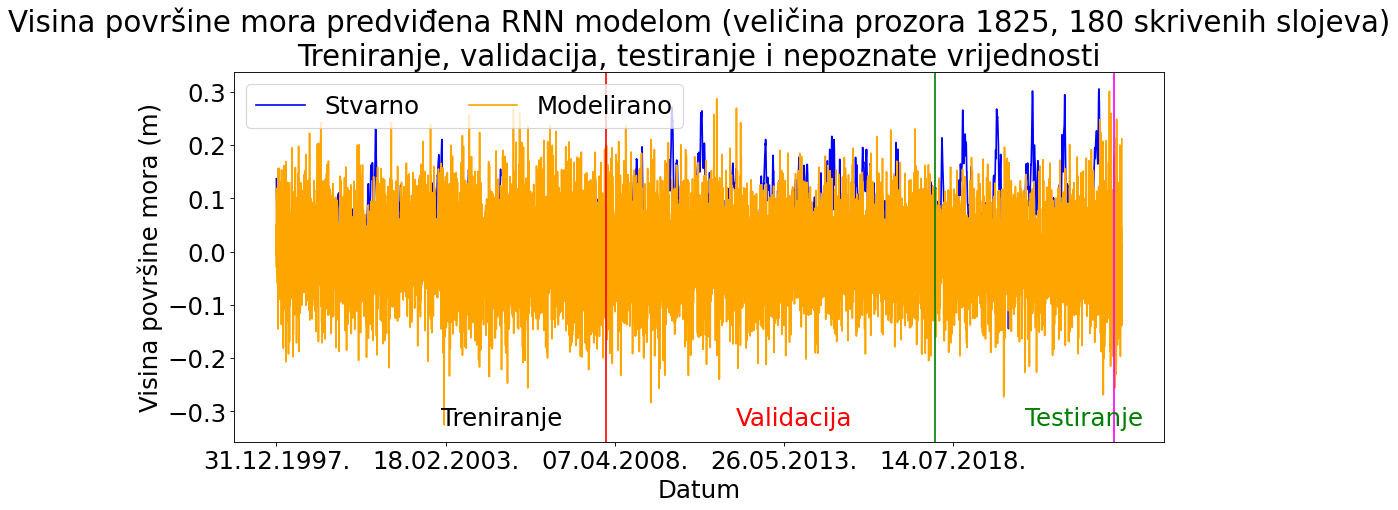 Visina površine mora predviđena RNN modelom (veličina prozora 1825, 180 skrivenih slojeva)
Treniranje, validacija, testiranje i nepoznate vrijednosti
Stvarno Modelirano
Visina površine mora (m)
0.3
0.2
0.1
0.0
−0.1
−0.2
−0.3
Treniranje Validacija Testiranje
31.12.1997. 18.02.2003. 07.04.2008. 26.05.2013. 14.07.2018.
Datum